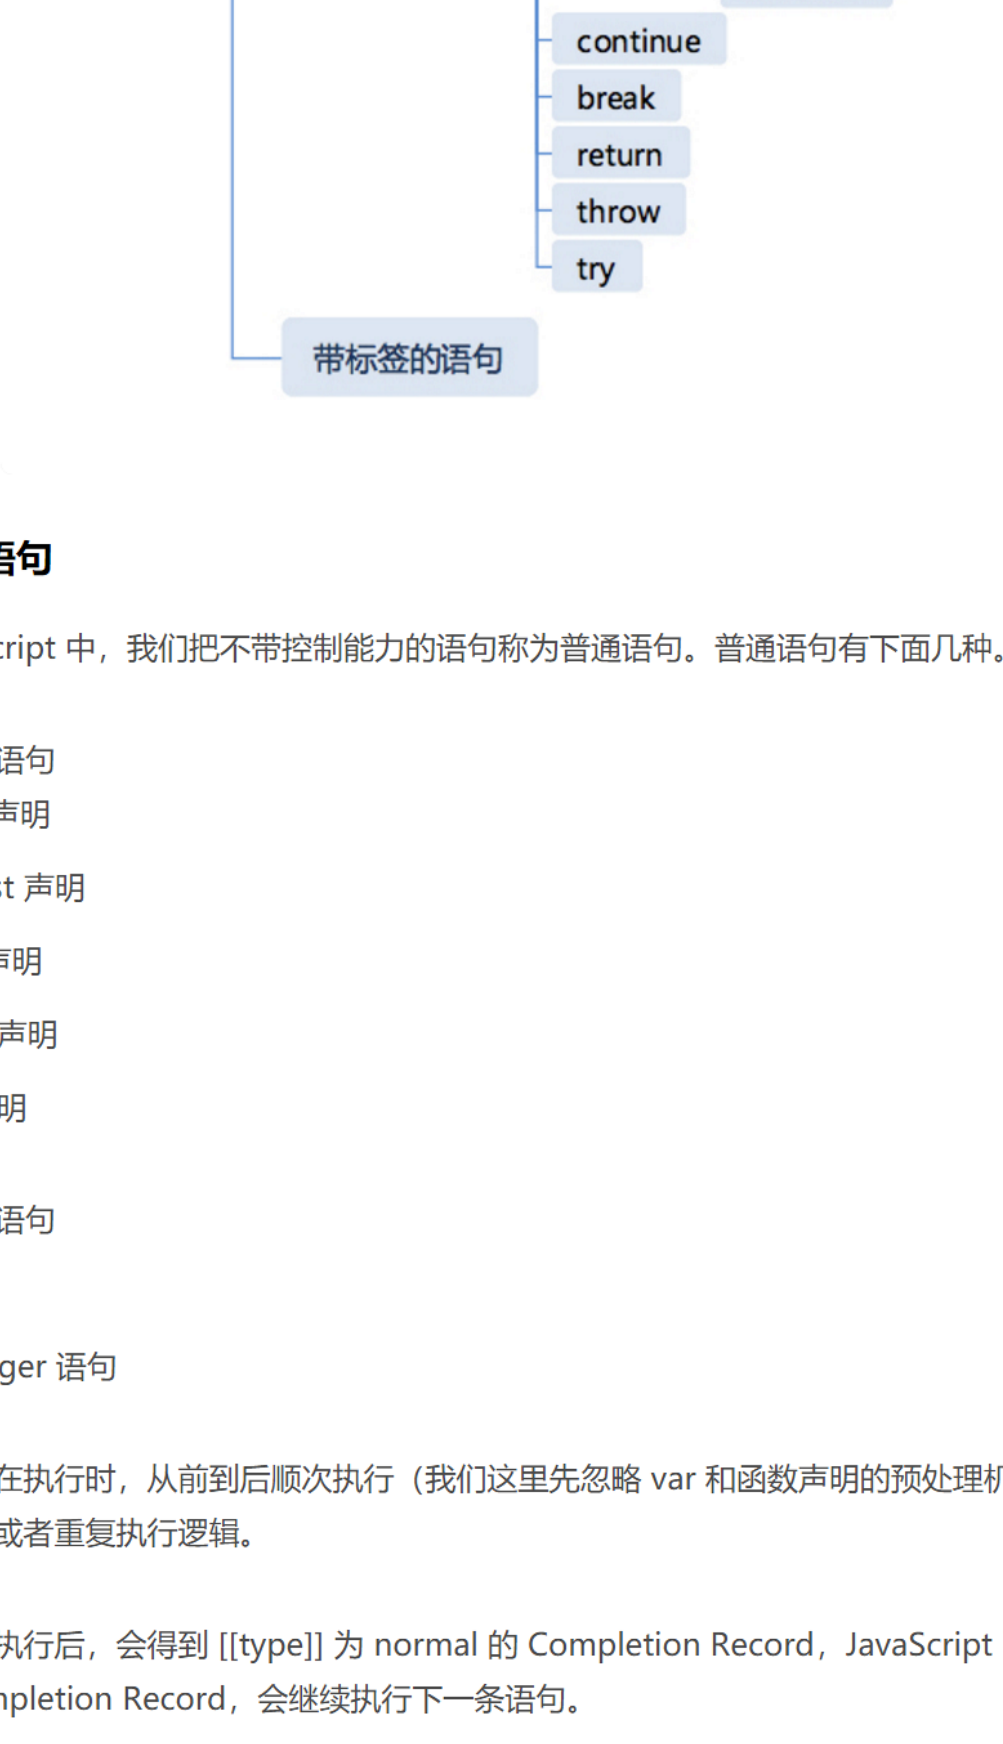 continue
break
return
throw
try
带标签的语句
语句
cript 中，我们把不带控制能力的语句称为普通语句。普通语句有下面几种。
语句
声明
st 声明
声明
声明
明
语句
ger 语句
在执行时，从前到后顺次执行（我们这里先忽略 var 和函数声明的预处理机
或者重复执行逻辑。
执行后，会得到 [[type]] 为 normal 的 Completion Record，JavaScript
mpletion Record，会继续执行下一条语句。